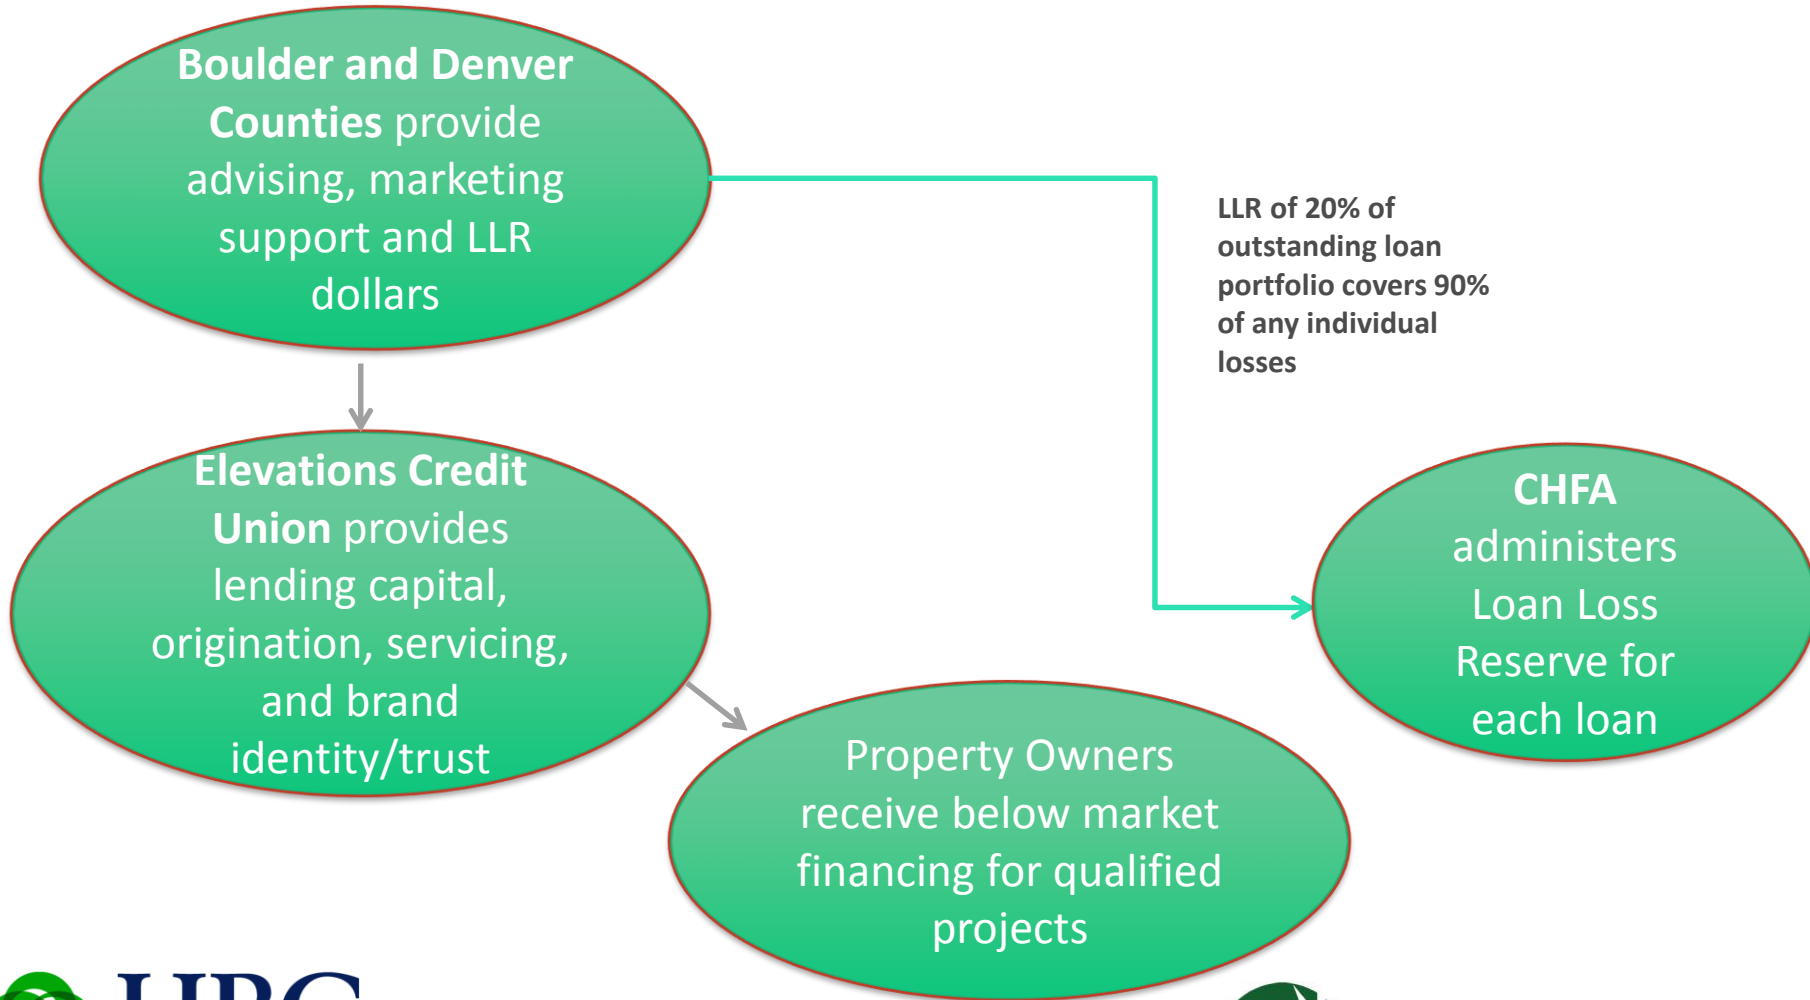 Boulder and Denver
Counties provide
advising, marketing
support and LLR
dollars
LLR of 20% of
outstanding loan
portfolio covers 90%
of any individual
losses
Elevations Credit
Union provides
lending capital,
origination, servicing,
and brand
identity/trust
CHFA
administers
Loan Loss
Reserve for
each loan
Property Owners
receive below market
financing for qualified
projects